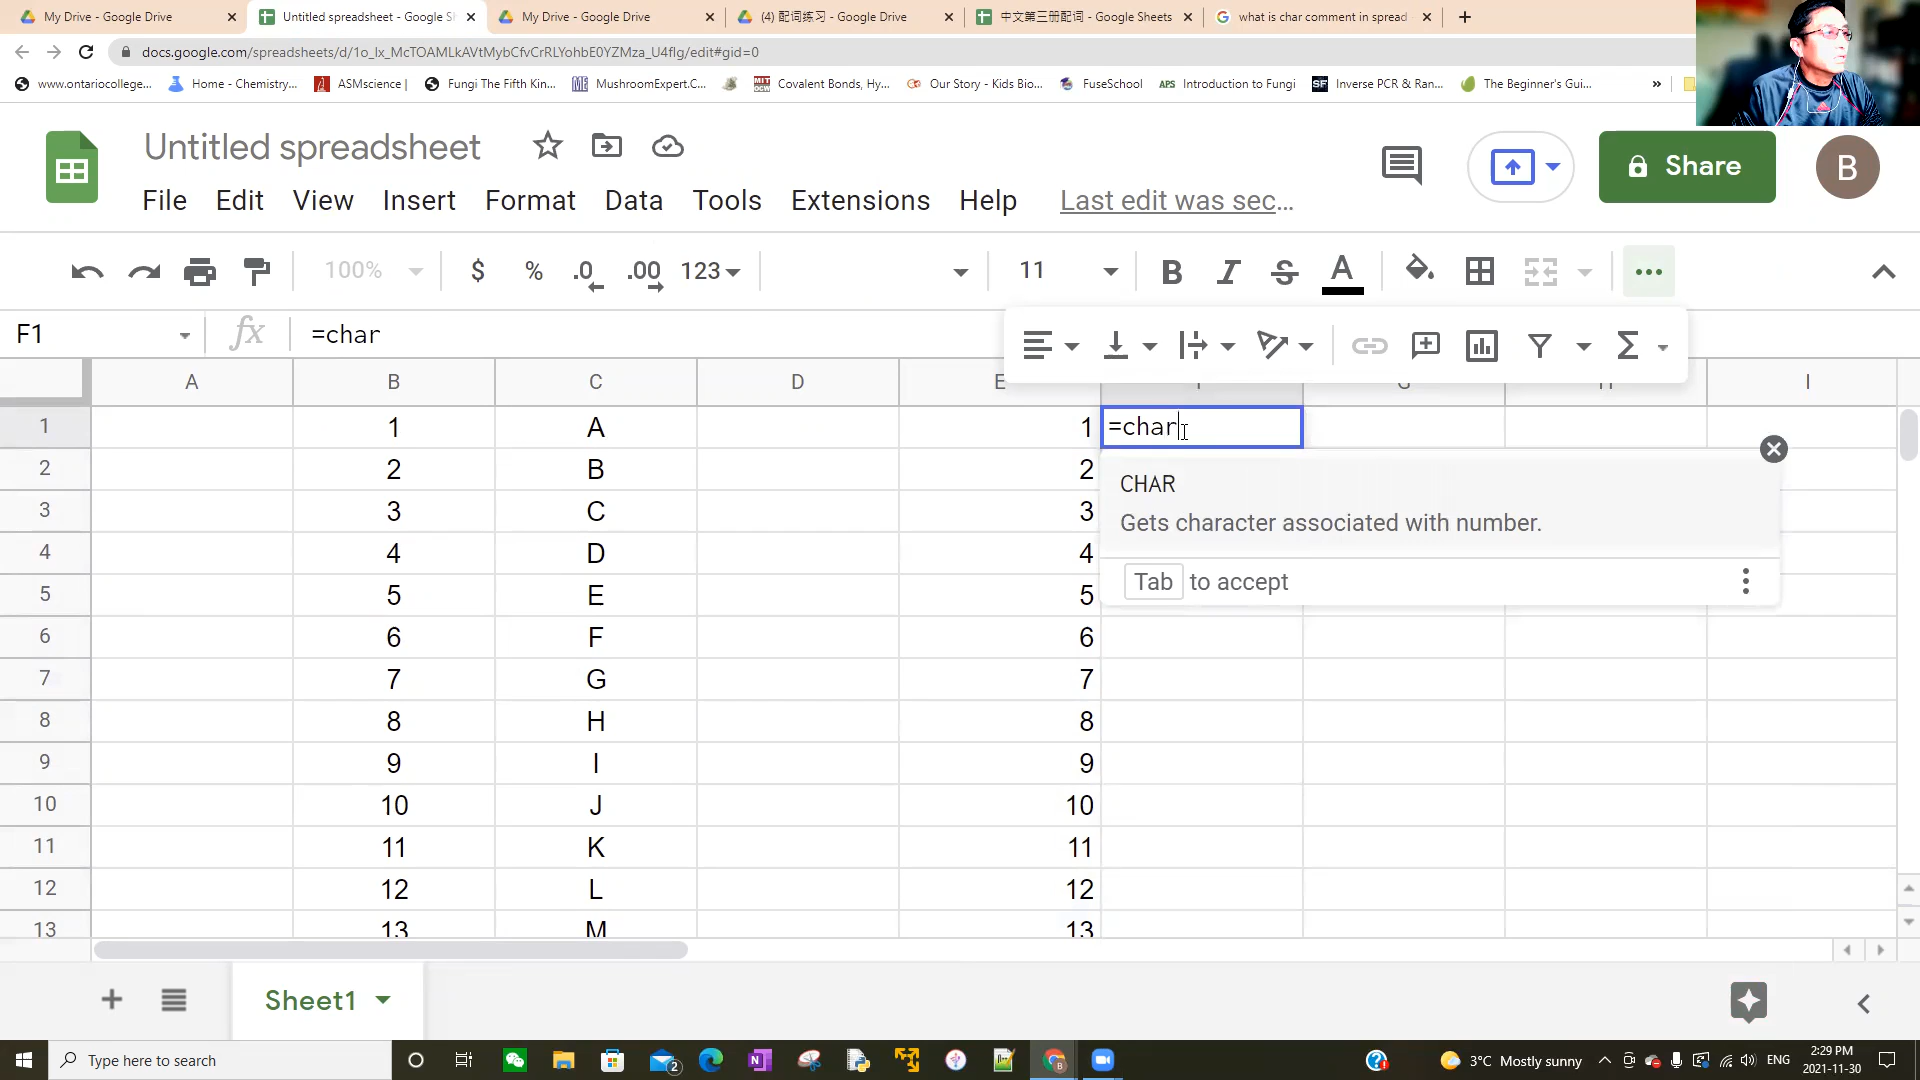 My Drive - Google Drive
Untitled spreadsheet - Google Sh
My Drive - Google Drive
(4) 配词练习 - Google Drive
中文第三册配词 - Google Sheets
what is char comment in spread
docs.google.com/spreadsheets/d/1o_Ix_McTOAMLkAVtMybCfvCrRLYohbE0YZMza_U4fIg/edit#gid=0
www.ontariocollege...
Home - Chemistry...
ASMscience |
Fungi The Fifth Kin...
MushroomExpert.C...
Covalent Bonds, Hy...
Our Story - Kids Bio...
FuseSchool
APS Introduction to Fungi
SF Inverse PCR & Ran...
The Beginner's Gui...
Untitled spreadsheet
Share
B
File Edit View Insert Format Data Tools Extensions Help Last edit was sec...
100% $ % .0 .00 123 11 B I S A
F1 fx =char
A B C D E F G H I
1 1 A 1 =char
2 2 B 2
CHAR
3 3 C 3
Gets character associated with number.
4 4 D 4
5 5 E 5
Tab to accept
6 6 F 6
7 7 G 7
8 8 H 8
9 9 I 9
10 10 J 10
11 11 K 11
12 12 L 12
13 13 M 13
Sheet1
Type here to search
2
3°C Mostly sunny
ENG
2:29 PM
2021-11-30